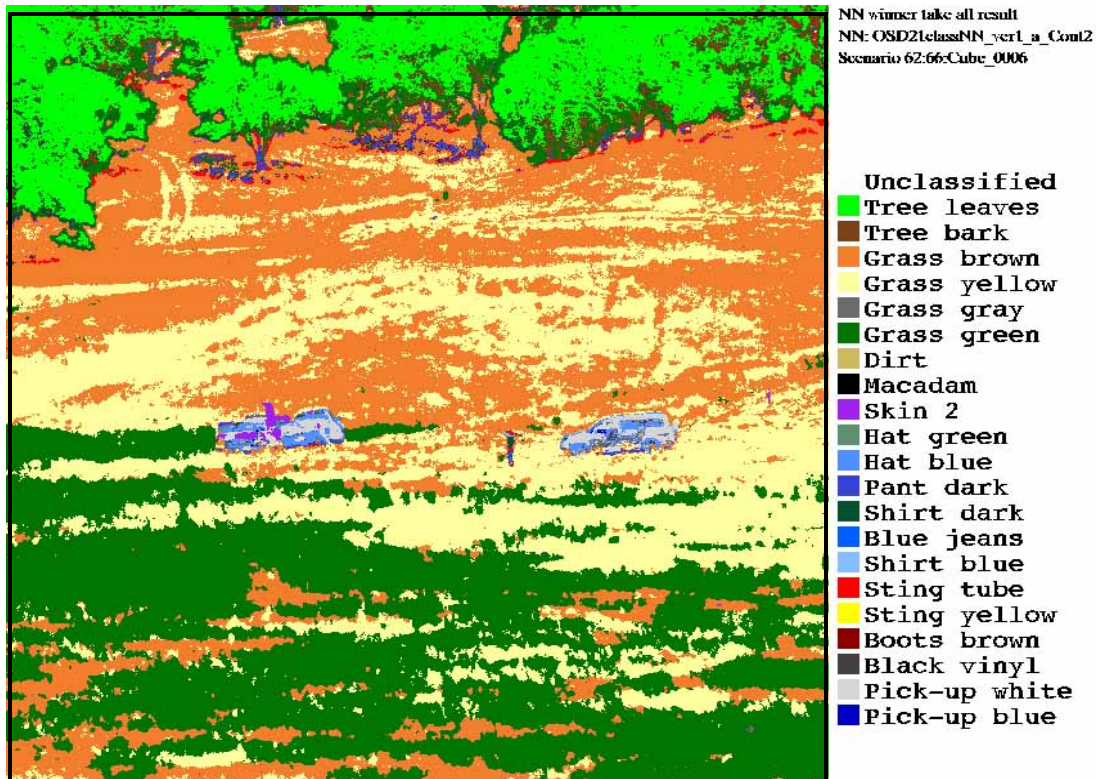 NN winner take all result
NN: OSD21classNN_ver1_a_Cont2
Scenario 62:66:Cube_0006
Unclassified
Tree leaves
Tree bark
Grass brown
Grass yellow
Grass gray
Grass green
Dirt
Macadam
Skin 2
Hat green
Hat blue
Pant dark
Shirt dark
Blue jeans
Shirt blue
Sting tube
Sting yellow
Boots brown
Black vinyl
Pick-up white
Pick-up blue